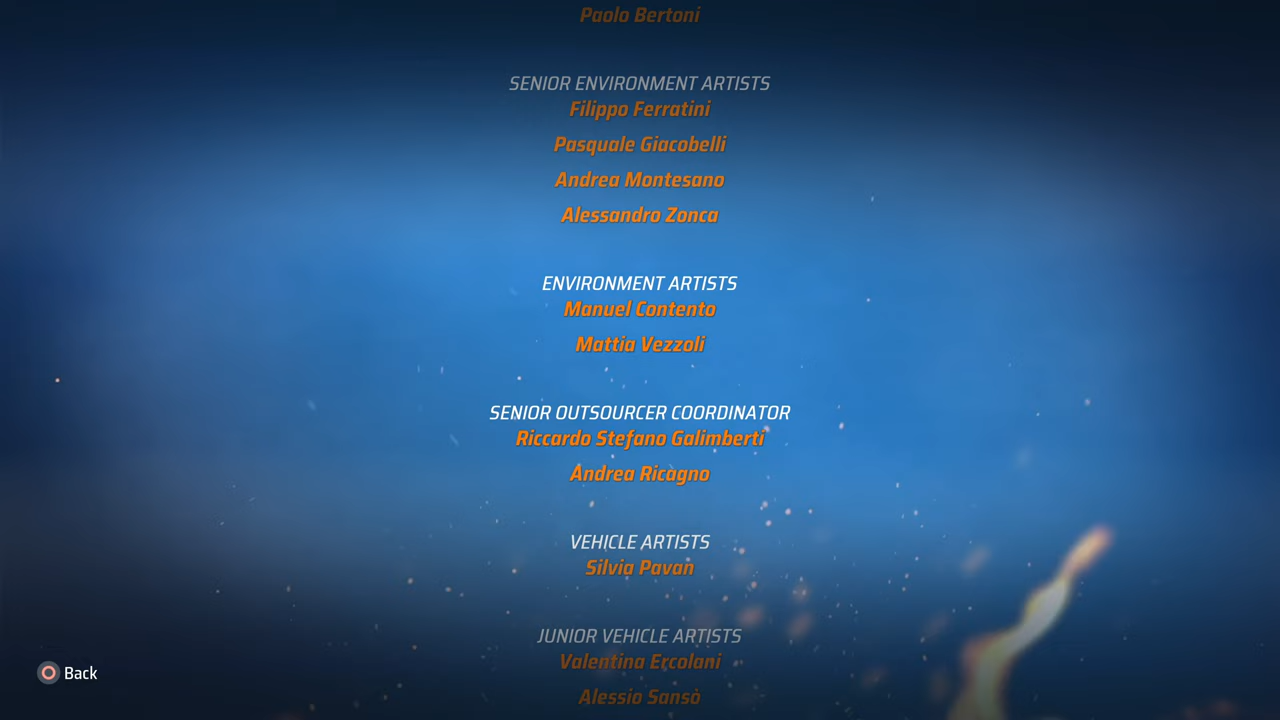 Paolo Bertoni
SENIOR ENVIRONMENT ARTISTS
Filippo Ferratini
Pasquale Giacobelli
Andrea Montesano
Alessandro Zonca
ENVIRONMENT ARTISTS
Manuel Contento
Mattia Vezzoli
SENIOR OUTSOURCER COORDINATOR
Riccardo Stefano Galimberti
Andrea Ricagno
VEHICLE ARTISTS
Silvia Pavan
JUNIOR VEHICLE ARTISTS
Valentina Ercolani
Back
Alessio Sansò